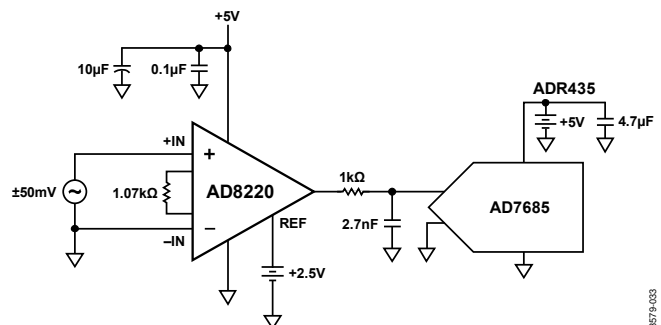 +5V
10µF
0.1µF
ADR435
+5V
4.7µF
+IN
±50mV
1.07kΩ
+
–
AD8220
1kΩ
AD7685
REF
2.7nF
–IN
+2.5V